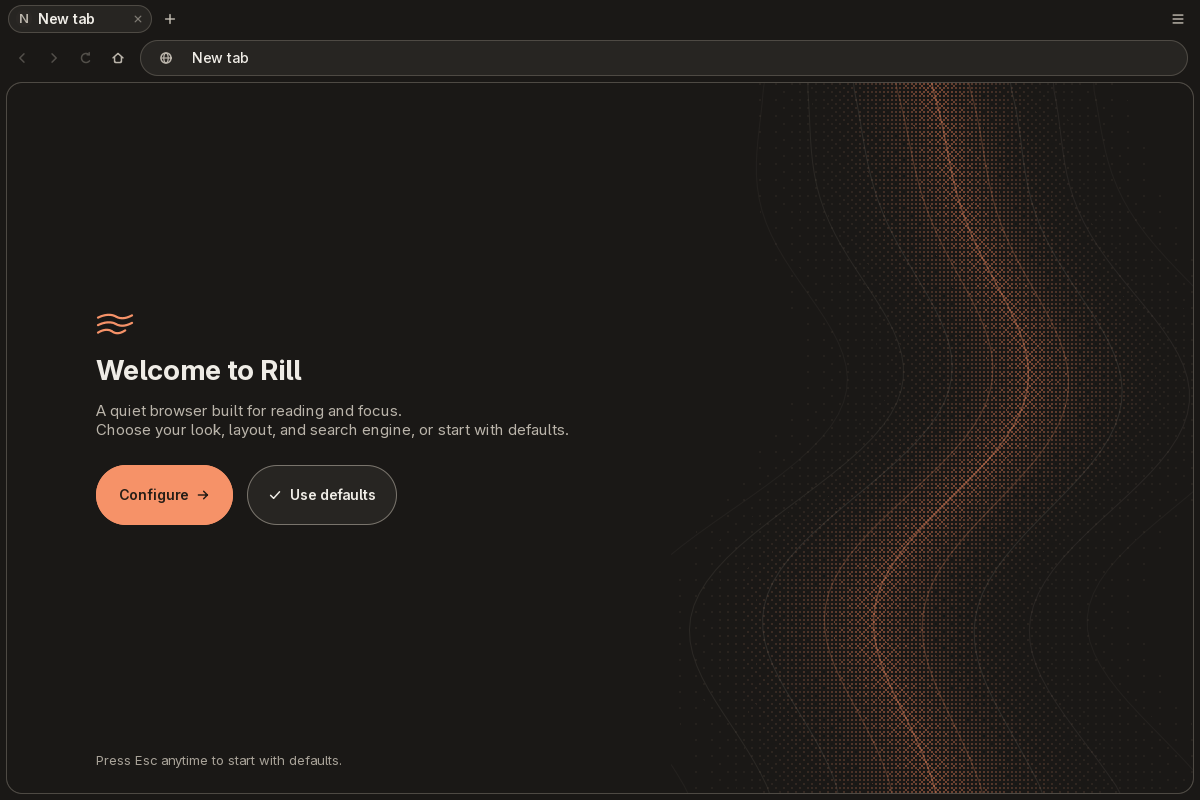 N New tab
New tab
Welcome to Rill
A quiet browser built for reading and focus.
Choose your look, layout, and search engine, or start with defaults.
Configure
Use defaults
Press Esc anytime to start with defaults.